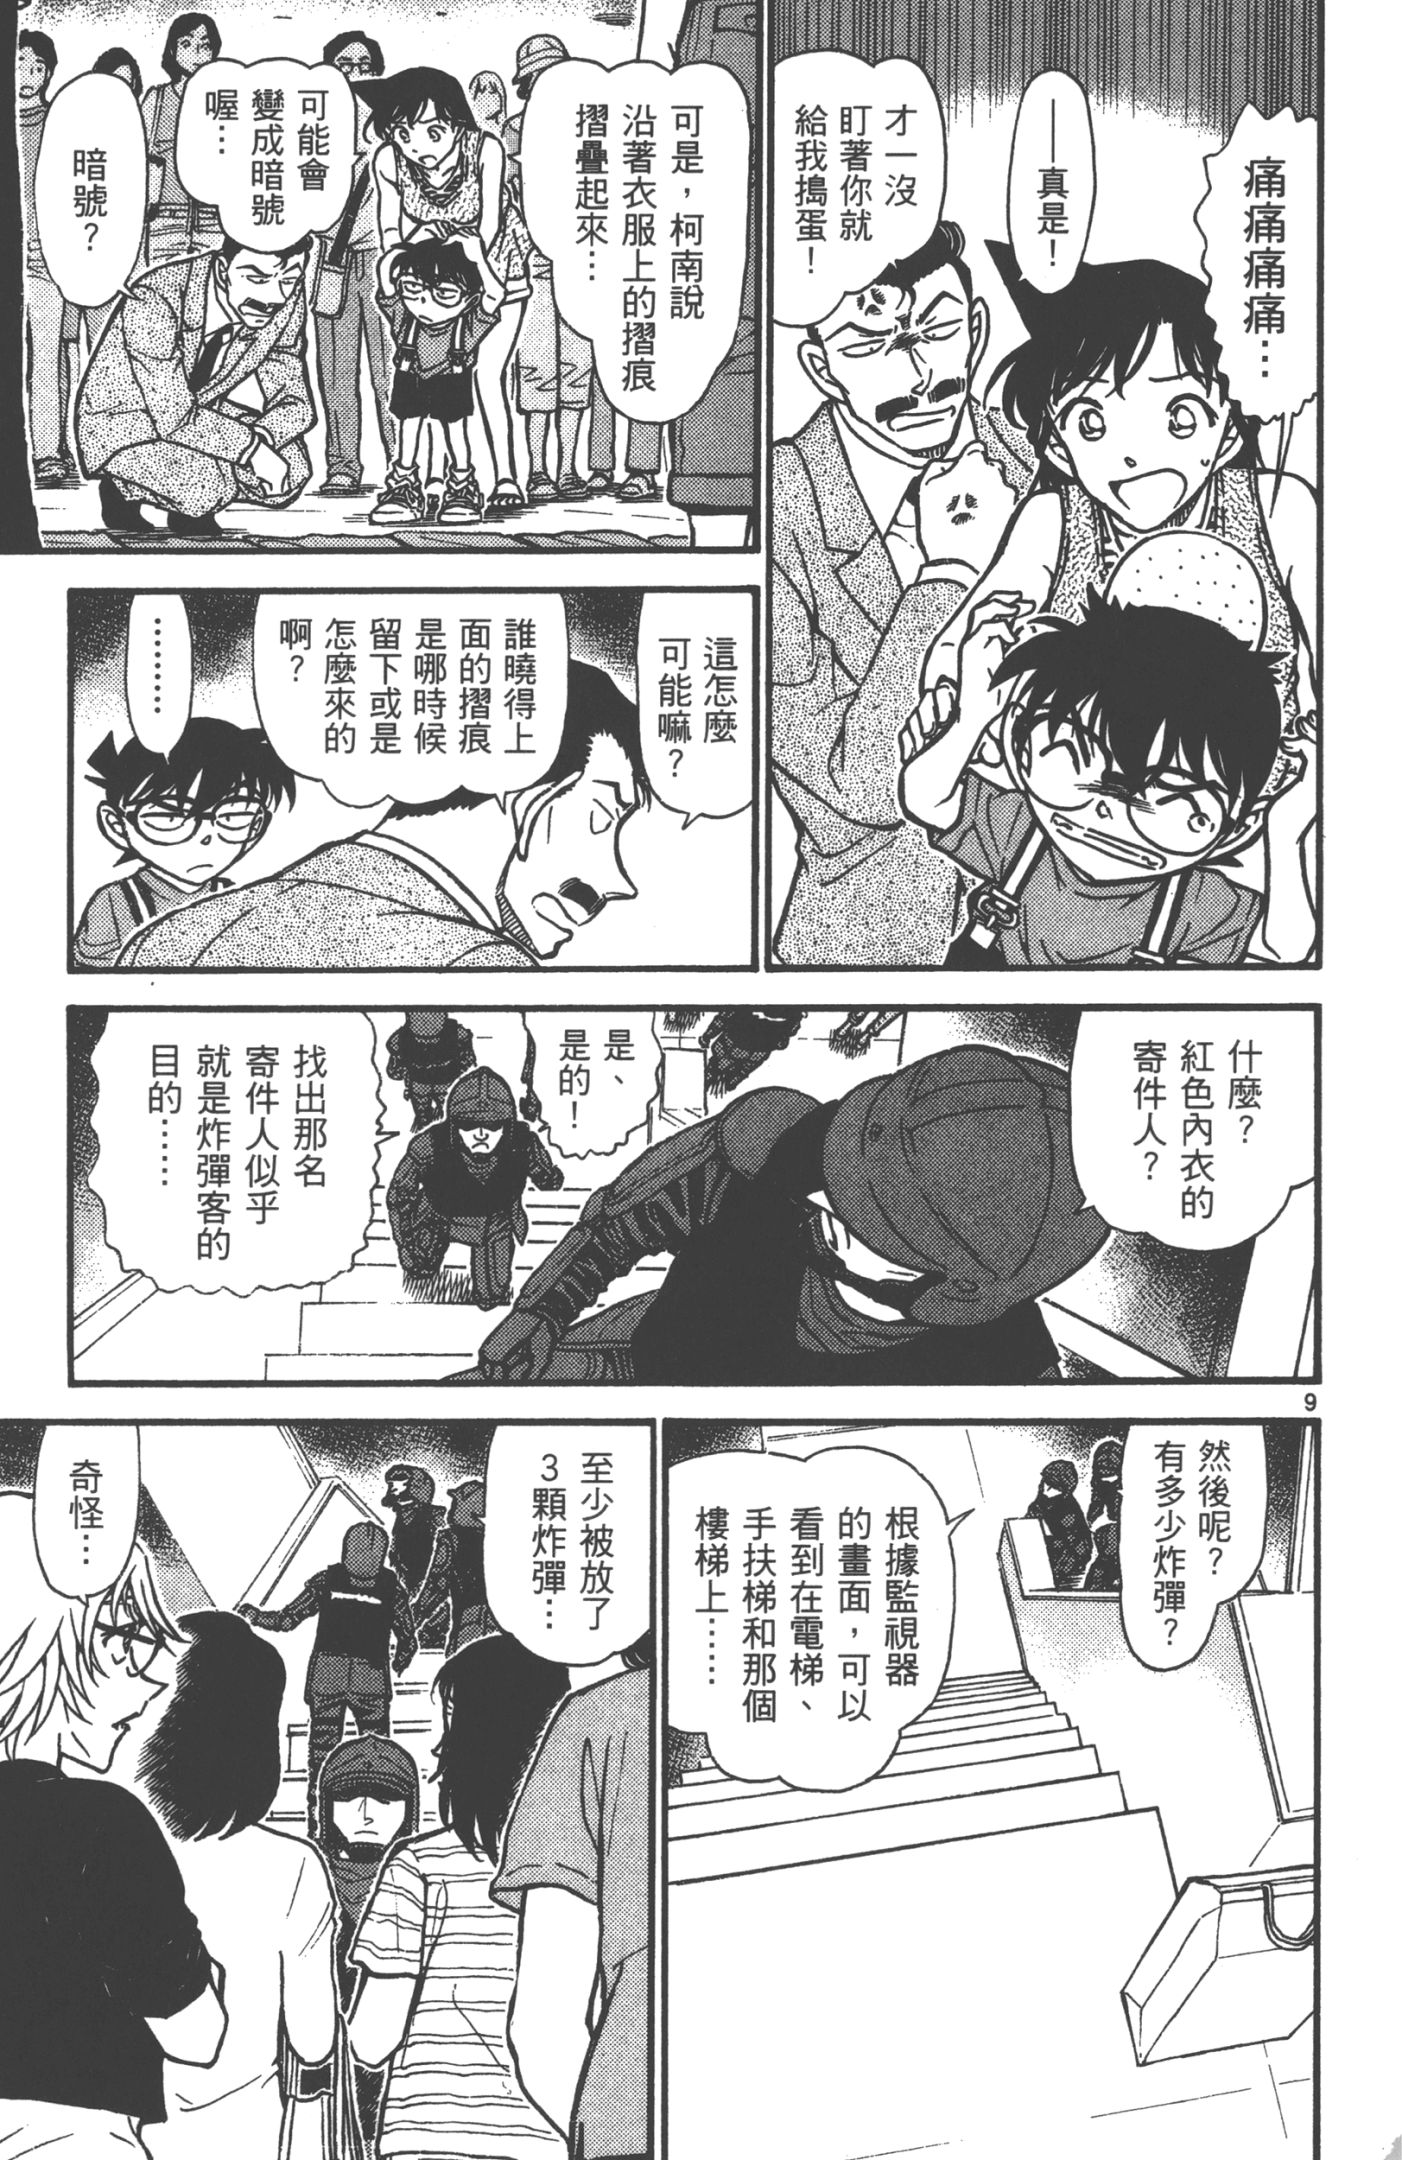 痛痛痛痛…
——真是！
才一沒
盯著你就
給我搗蛋！
可是，柯南說
沿著衣服上的摺痕
摺疊起來…
可能會
變成暗號
喔…
暗號？
這怎麼
可能嘛？
誰曉得上
面的摺痕
是哪時候
留下或是
怎麼來的
啊？
………
什麼？
紅色內衣的
寄件人？
是、
是的！
找出那名
寄件人似乎
就是炸彈客的
目的……
9
然後呢？
有多少炸彈？
根據監視器
的畫面，可以
看到在電梯、
手扶梯和那個
樓梯上……
至少被放了
3顆炸彈…
奇怪…